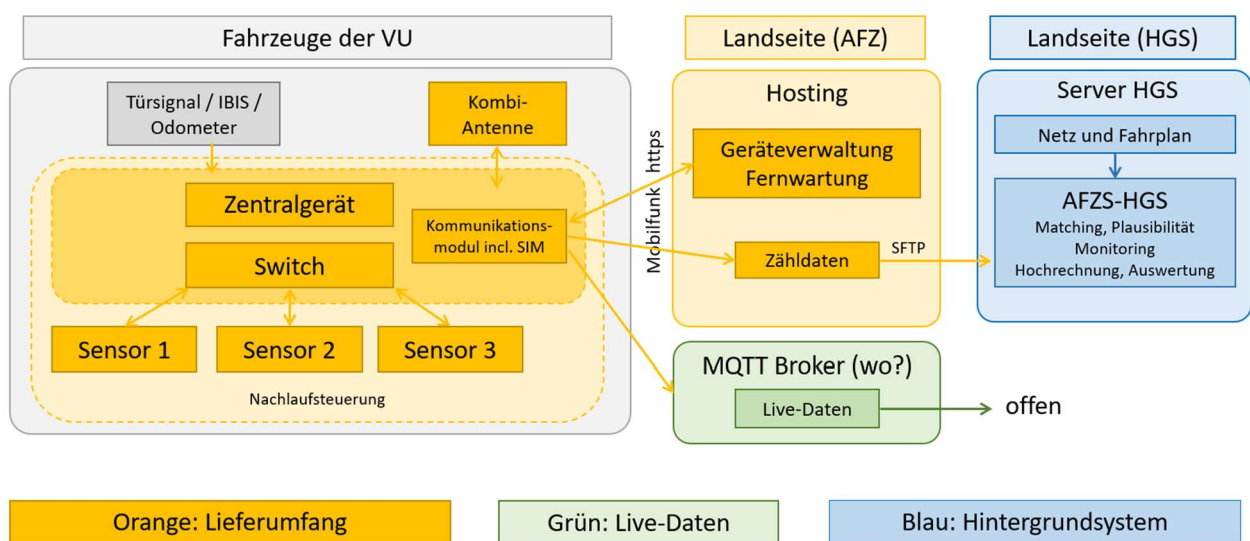 Fahrzeuge der VU
Landseite (AFZ)
Landseite (HGS)
Türsignal / IBIS /
Odometer
Kombi-
Antenne
Zentralgerät
Kommunikations-
modul incl. SIM
Switch
Sensor 1
Sensor 2
Sensor 3
Nachlaufsteuerung
Mobilfunk https
Hosting
Geräteverwaltung
Fernwartung
Zähldaten
SFTP
Server HGS
Netz und Fahrplan
AFZS-HGS
Matching, Plausibilität
Monitoring
Hochrechnung, Auswertung
MQTT Broker (wo?)
Live-Daten
offen
Orange: Lieferumfang
Grün: Live-Daten
Blau: Hintergrundsystem